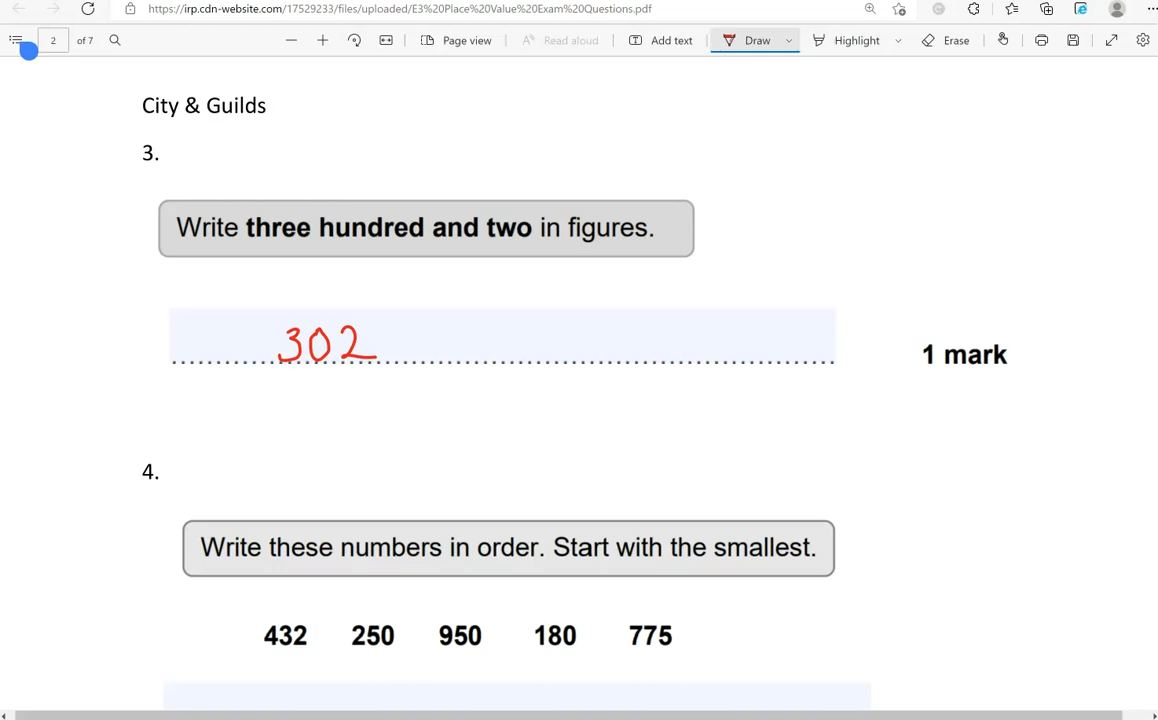 https://irp.cdn-website.com/17529233/files/uploaded/E3%20Place%20Value%20Exam%20Questions.pdf
2 of 7 Page view Read aloud Add text Draw Highlight Erase
City & Guilds
3.
Write three hundred and two in figures.
302
1 mark
4.
Write these numbers in order. Start with the smallest.
432 250 950 180 775